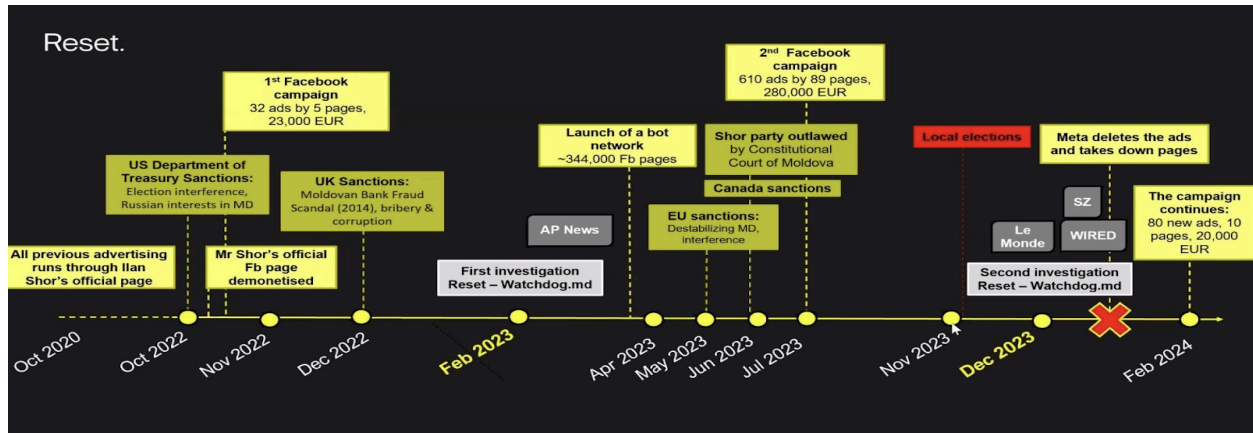 Reset.
1st Facebook
campaign
32 ads by 5 pages,
23,000 EUR
2nd Facebook
campaign
610 ads by 89 pages,
280,000 EUR
US Department of
Treasury Sanctions:
Election interference,
Russian interests in MD
UK Sanctions:
Moldovan Bank Fraud
Scandal (2014), bribery &
corruption
Launch of a bot
network
~344,000 Fb pages
Shor party outlawed
by Constitutional
Court of Moldova
Canada sanctions
EU sanctions:
Destabilizing MD,
interference
Local elections
Meta deletes the ads
and takes down pages
The campaign
continues:
80 new ads, 10
pages, 20,000
EUR
All previous advertising
runs through Ilan
Shor's official page
Mr Shor's official
Fb page
demonetised
AP News
First investigation
Reset – Watchdog.md
SZ
Le
Monde
WIRED
Second investigation
Reset – Watchdog.md
Oct 2020
Oct 2022
Nov 2022
Dec 2022
Feb 2023
Apr 2023
May 2023
Jun 2023
Jul 2023
Nov 2023
Dec 2023
Feb 2024